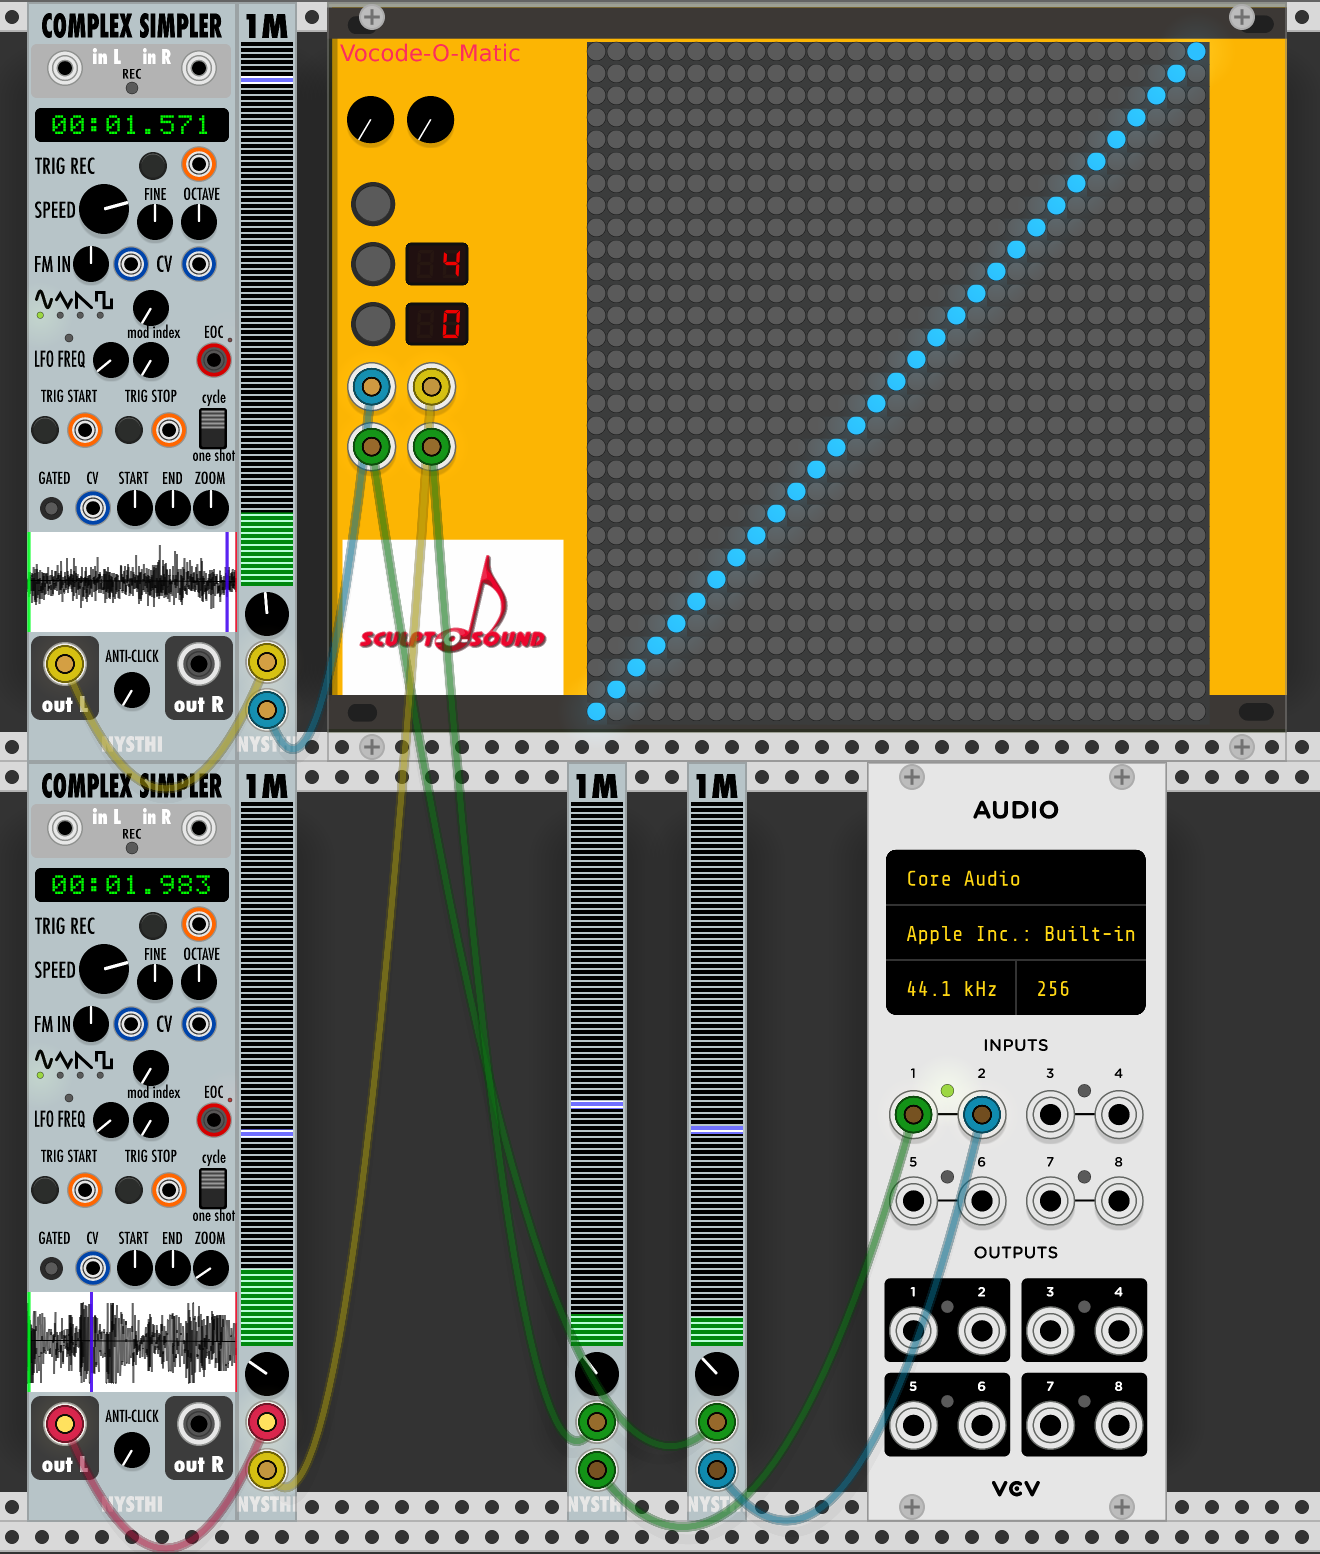 COMPLEX SIMPLER
1M
in L in R
REC
00:01.571
TRIG REC
FINE OCTAVE
SPEED
FM IN CV
mod index EOC
LFO FREQ
TRIG START TRIG STOP cycle
one shot
GATED CV START END ZOOM
ANTI-CLICK
out L out R
NYSTHI
NYSTHI
Vocode-O-Matic
4
0
SCULPT-O-SOUND
COMPLEX SIMPLER
1M
in L in R
REC
00:01.983
TRIG REC
FINE OCTAVE
SPEED
FM IN CV
mod index EOC
LFO FREQ
TRIG START TRIG STOP cycle
one shot
GATED CV START END ZOOM
ANTI-CLICK
out L out R
NYSTHI
NYSTHI
1M
NYSTHI
1M
NYSTHI
AUDIO
Core Audio
Apple Inc.: Built-in
44.1 kHz 256
INPUTS
1 2 3 4
5 6 7 8
OUTPUTS
1 2 3 4
5 6 7 8
VCV